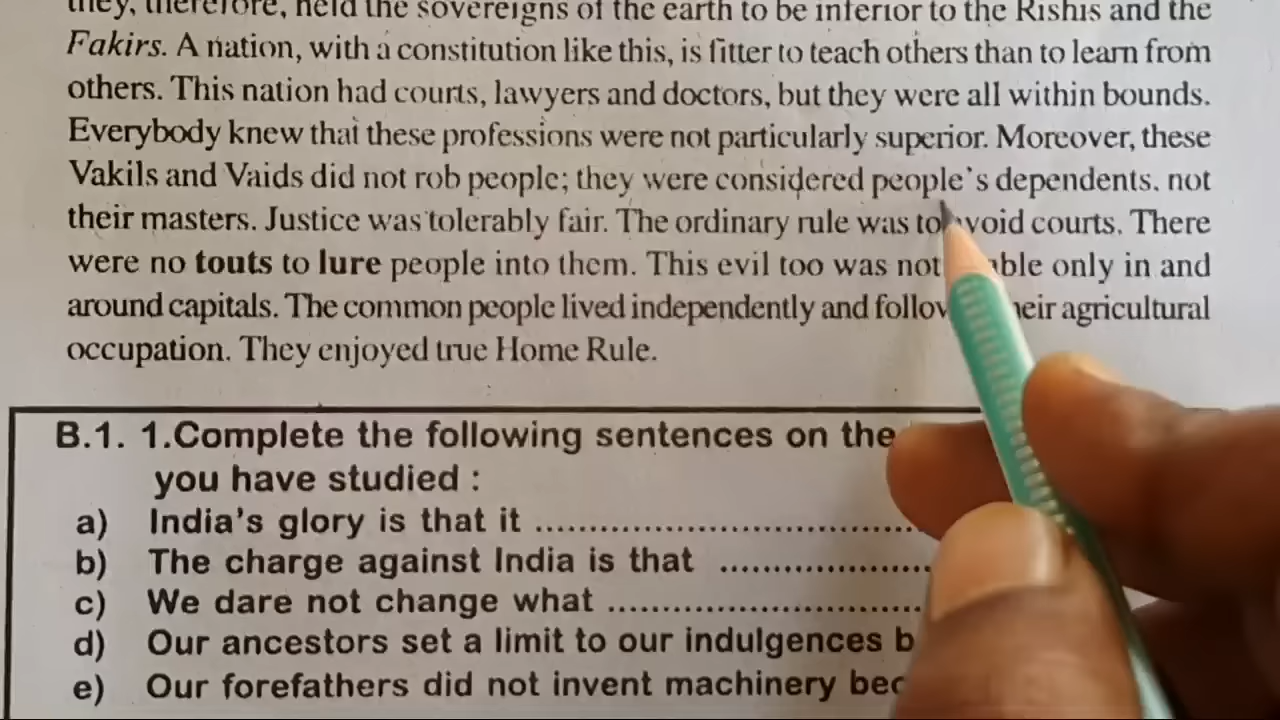 they, therefore, held the sovereigns of the earth to be inferior to the Rishis and the
Fakirs. A nation, with a constitution like this, is fitter to teach others than to learn from
others. This nation had courts, lawyers and doctors, but they were all within bounds.
Everybody knew that these professions were not particularly superior. Moreover, these
Vakils and Vaids did not rob people; they were considered people's dependents, not
their masters. Justice was tolerably fair. The ordinary rule was to avoid courts. There
were no touts to lure people into them. This evil too was not only in and
around capitals. The common people lived independently and their agricultural
occupation. They enjoyed true Home Rule.
B.1. 1.Complete the following sentences on the
you have studied :
a) India's glory is that it ....................................
b) The charge against India is that ....................
c) We dare not change what .............................
d) Our ancestors set a limit to our indulgences
e) Our forefathers did not invent machinery